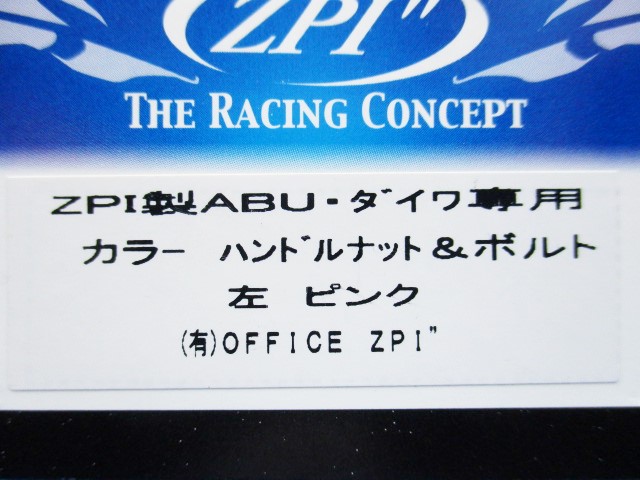 ZPI"
THE RACING CONCEPT
ZPI製ABU・ダイワ専用
カラー ハンドルナット&ボルト
左 ピンク
(有)OFFICE ZPI"